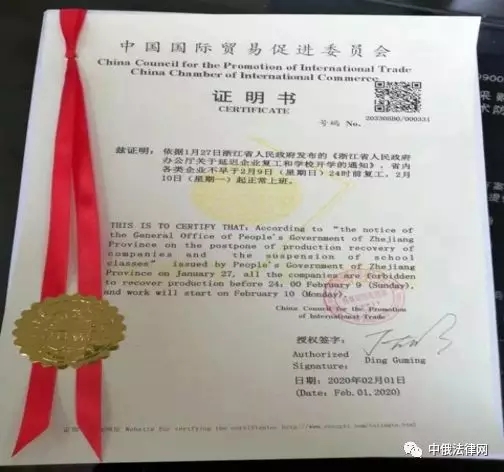 中国国际贸易促进委员会
China Council for the Promotion of International Trade
China Chamber of International Commerce
证明书
CERTIFICATE
号码 No. 203306B0/000331
兹证明：依据1月27日浙江省人民政府发布的《浙江省人民政府
办公厅关于延迟企业复工和学校开学的通知》，省内
各类企业不早于2月9日（星期日）24时前复工，2月
10日（星期一）起正常上班。
THIS IS TO CERTIFY THAT: According to "the notice of
the General Office of People's Government of Zhejiang
Province on the postpone of production recovery of
companies and the suspension of school
classes" issued by People's Government of Zhejiang
Province on January 27, all the companies are forbidden
to recover production before 24: 00 February 9 (Sunday),
and work will start on February 10 (Monday).
China Council for the Promotion
of International Trade
授权签字:
Authorized
Signature:
Ding Guming
日期: 2020年02月01日
(Date: Feb.01.2020)
Website for verifying the certificate:
中俄法律网